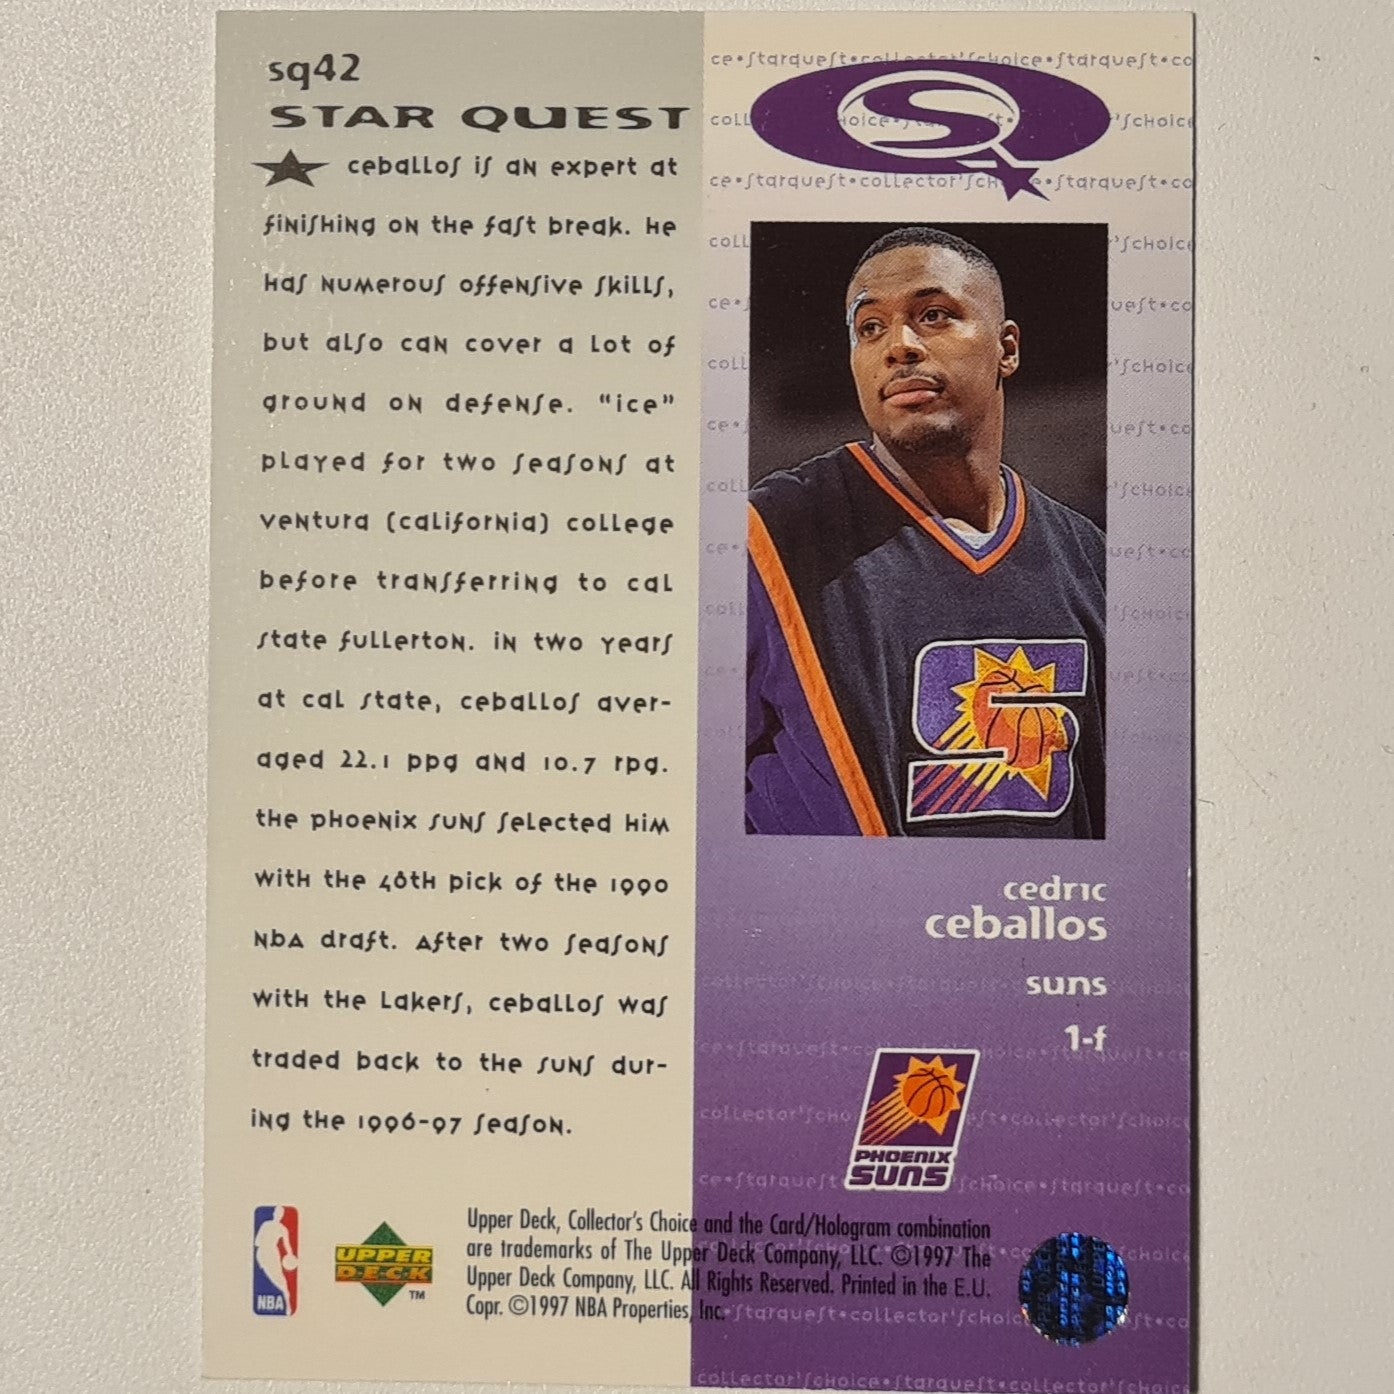 sq42
STAR QUEST
ceballos is an expert at
finishing on the fast break. He
has numerous offensive skills,
but also can cover a lot of
ground on defense. "ice"
played for two seasons at
ventura (california) college
before transferring to cal
state fullerton. in two years
at cal state, ceballos aver-
aged 22.1 ppg and 10.7 rpg.
the phoenix suns selected him
with the 48th pick of the 1990
NBA draft. After two seasons
with the Lakers, ceballos was
traded back to the suns dur-
ing the 1996-97 season.
SQ
cedric
ceballos
suns
1-f
PHOENIX
SUNS
NBA
UPPER
DECK
TM
Upper Deck, Collector's Choice and the Card/Hologram combination
are trademarks of The Upper Deck Company, LLC. ©1997 The
Upper Deck Company, LLC. All Rights Reserved. Printed in the E.U.
Copr. ©1997 NBA Properties, Inc.